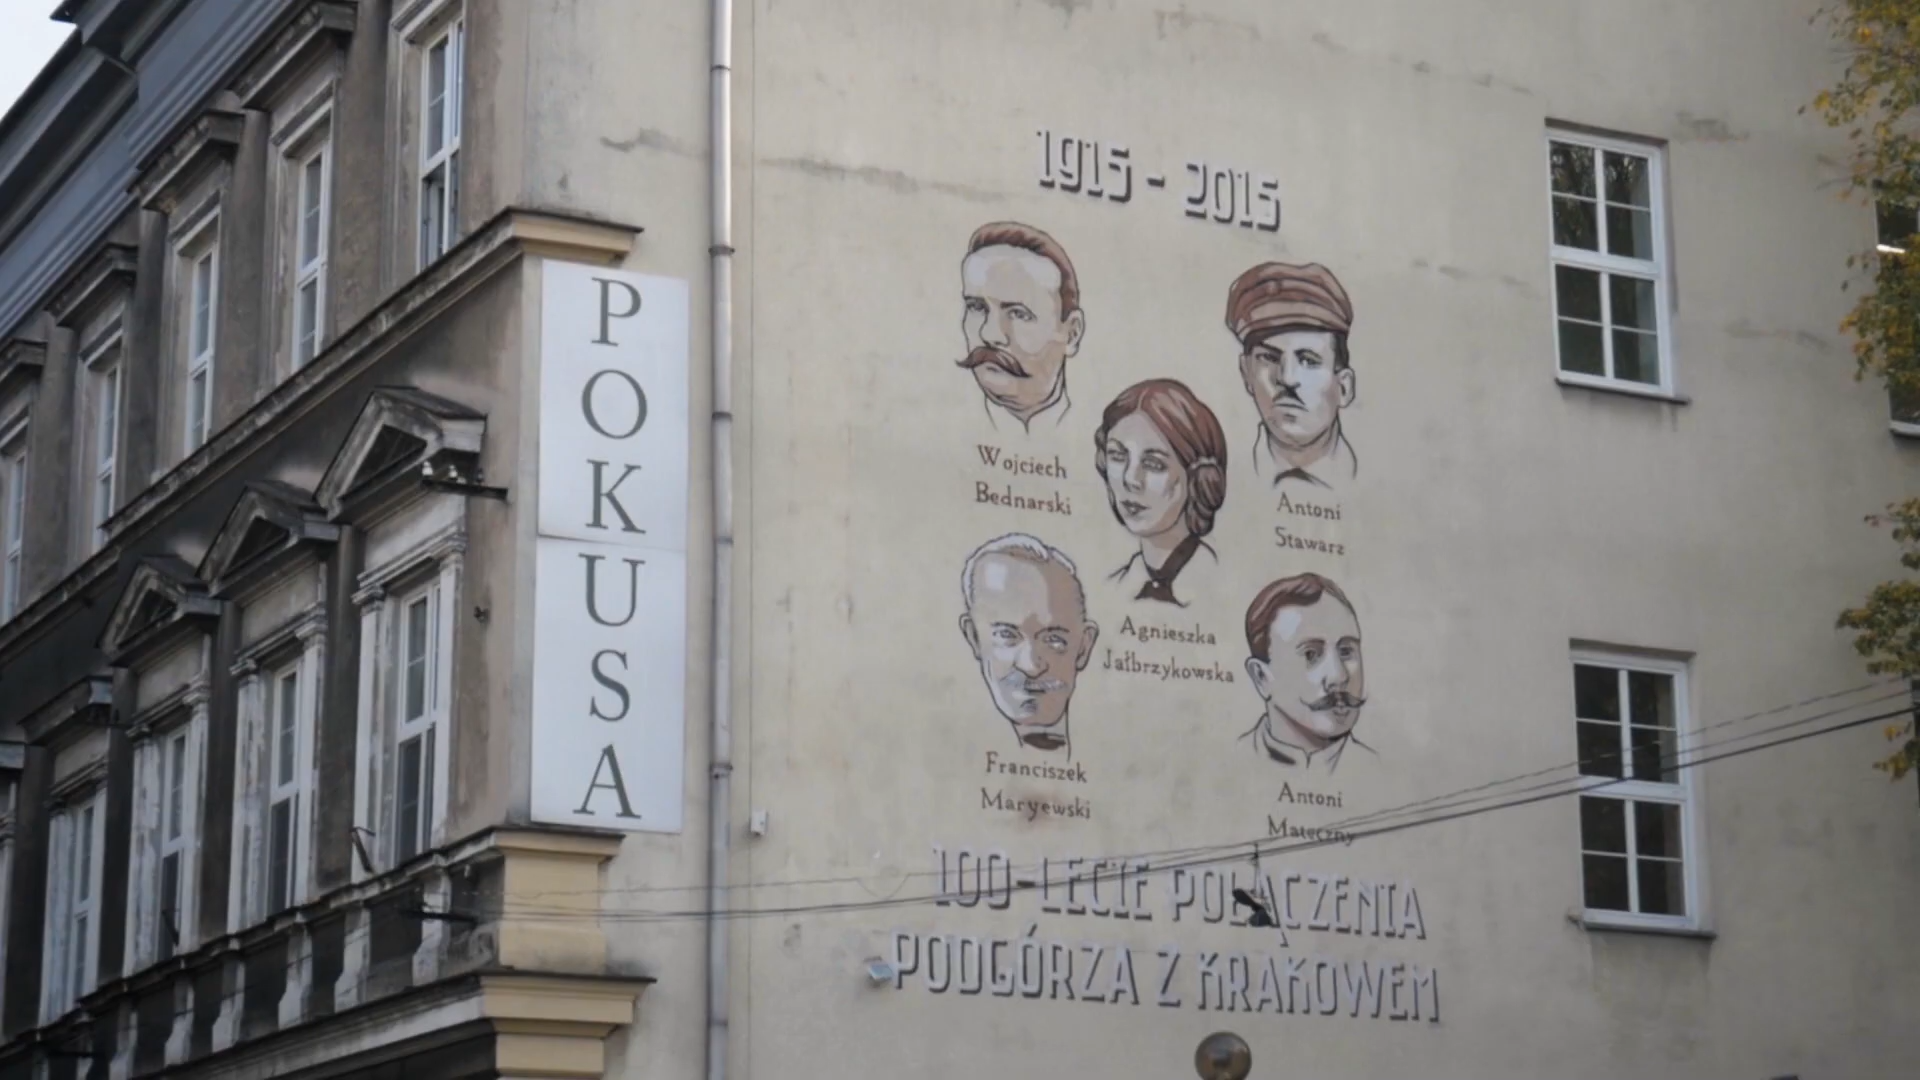 POKUSA
1915 - 2015
Wojciech
Bednarski
Antoni
Stawarz
Agnieszka
Jałbrzykowska
Franciszek
Maryewski
Antoni
Mateczny
100-LECIE POŁĄCZENIA
PODGÓRZA Z KRAKOWEM